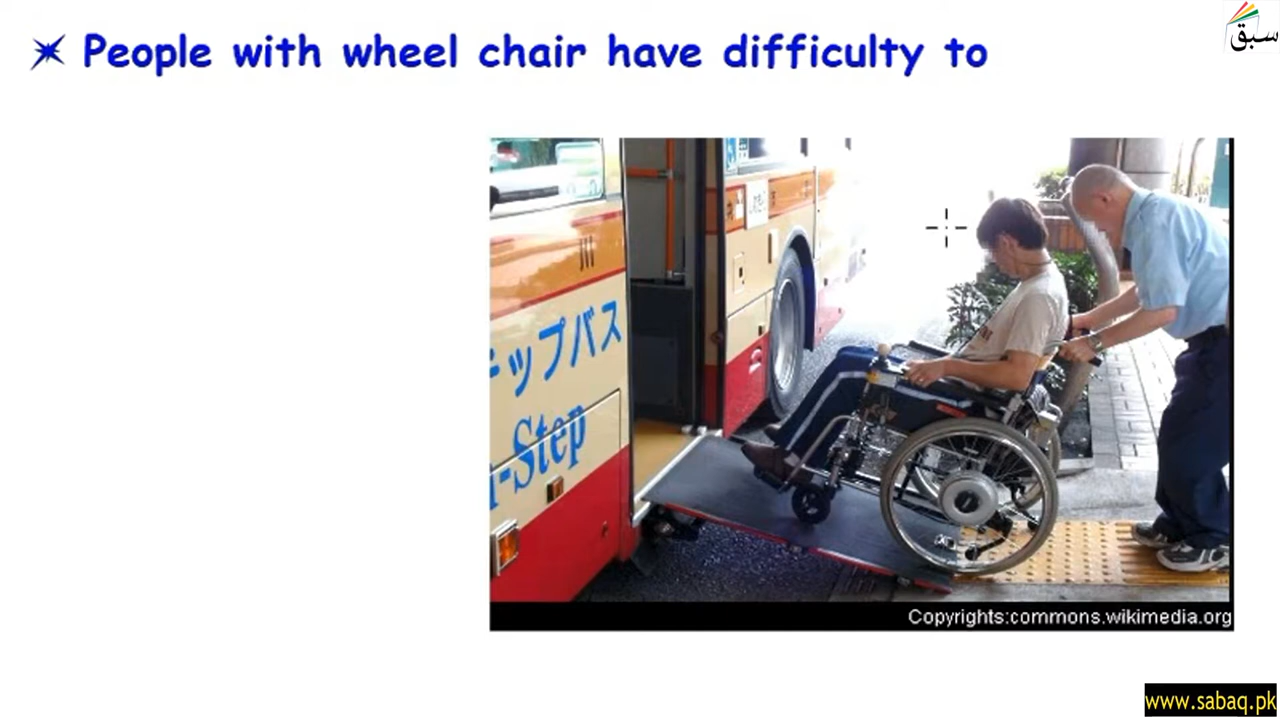 People with wheel chair have difficulty to
سبق
ップバス
-Step
Copyrights:commons.wikimedia.org
www.sabaq.pk